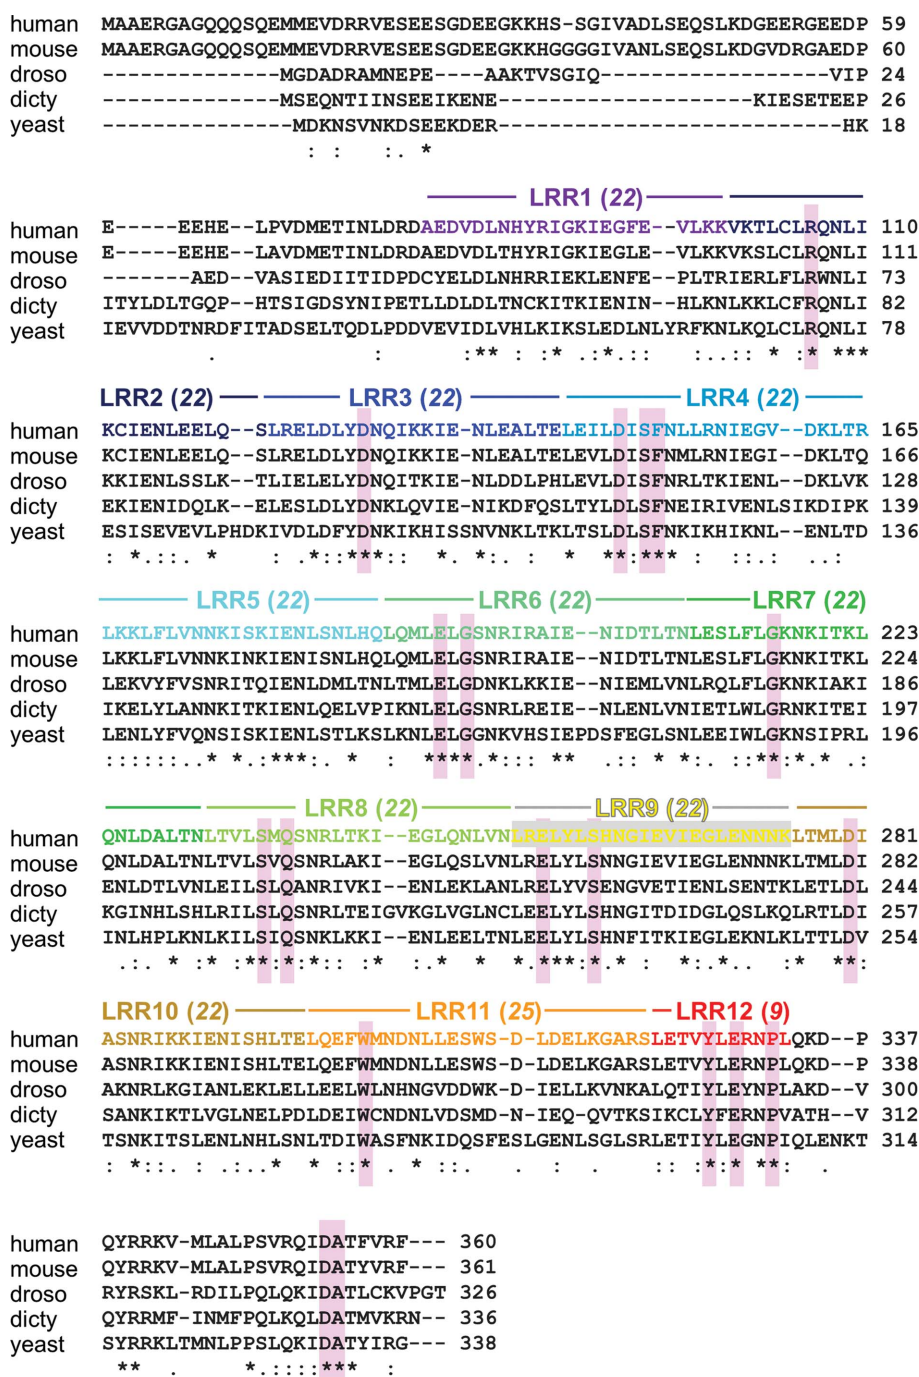 human MAAERGAGQQQSQEMMEVDRRVESEESGDEEGKKHS-SGIVADLSEQSLKDGEERGEEDP 59
mouse MAAERGAGQQQSQEMMEVDRRVESEESGDEEGKKHGGGGIVANLSEQSLKDGVDRGAEDP 60
droso --------------MGDADRAMNEPE----AAKTVSGIQ------------------VIP 24
dicty --------------MSEQNTIINSEEIKENE--------------------KIESETEEP 26
yeast ---------------MDKNSVNKDSEEKDER---------------------------HK 18
: : :. *
LRR1 (22)
human E-----EEHE--LPVDMETINLDRDAEDVDLNHYRIGKIEGFE--VLKKVKTLCLRQNLI 110
mouse E-----EEHE--LAVDMETINLDRDAEDVDLTHYRIGKIEGLE--VLKKVKSLCLRQNLI 111
droso -------AED--VASIEDIITDPDCYELDLNHRRIEKLENFE--PLTRIERLFLRWNLI 73
dicty ITYLDLTGQP--HTSIGDSYNIPETLLDLDLTNCKITKIENIN--HLKNLKKLCFRQNLI 82
yeast IEVVDDTNRDFITADSELTQDLPDDVEVIDLVHLKIKSLEDLNLYRFKNLKQLCLRQNLI 78
. : :** : :* .:*.:: :..:: * :* ***
LRR2 (22) LRR3 (22) LRR4 (22)
human KCIENLEELQ--SLRELDLYDNQIKKIE-NLEALTELEILDISFNLLRNIEGV--DKLTR 165
mouse KCIENLEELQ--SLRELDLYDNQIKKIE-NLEALTELEVLDISFNMLRNIEGI--DKLTQ 166
droso KKIENLSSLK--TLIELELYDNQITKIE-NLDDLPHLEVLDISFNRLTKIENL--DKLVK 128
dicty EKIENIDQLK--ELESLDLYDNKLQVIE-NIKDFQSLTYLDLSFNEIRIVENLSIKDIPK 139
yeast ESISEVEVLPHDKIVDLDFYDNKIKHISSNVNKLTKLTSLDLSFNKIKHIKNL--ENLTD 136
: *.::. * : .*::***:: *. *:. : * **:***: : ::.: ..:
LRR5 (22) LRR6 (22) LRR7 (22)
human LKKLFLVNNKISKIENLSNLHQLQMLELGSNRIRAIE--NIDTLTNLESLFLGKNKITKL 223
mouse LKKLFLVNNKINKIENISNLHQLQMLELGSNRIRAIE--NIDTLTNLESLFLGKNKITKL 224
droso LEKVYFVSNRITQIENLDMLTNLTMLELGDNKLKKIE--NIEMLVNLRQLFLGKNKIAKI 186
dicty IKELYLANNKITKIENLQELVPIKNLELGSNRLREIE--NLENLVNIETLWLGRNKITEI 197
yeast LENLYFVQNSISKIENLSTLKSLKNLELGGNKVHSIEPDSFEGLSNLEEIWLGKNSIPRL 196
:::::::..* *.:***:. * : ****.*::: ** .:: * *:. ::**:* * .:
LRR8 (22) LRR9 (22)
human QNLDALTNLTVLSMQSNRLTKI--EGLQNLVNLRELYLSHNGIEVIEGLENNNKLTMLDI 281
mouse QNLDALTNLTVLSVQSNRLAKI--EGLQSLVNLRELYLSNNGIEVIEGLENNNKLTMLDI 282
droso ENLDTLVNLEILSLQANRIVKI--ENLEKLANLRELYVSENGVETIENLSENTKLETLDL 244
dicty KGINHLSHLRILSLQSNRLTEIGVKGLVGLNCLEELYLSHNGITDIDGLQSLKQLRTLDI 257
yeast INLHPLKNLKILSIQSNKLKKI--ENLEELTNLEELYLSHNFITKIEGLEKNLKLTTLDV 254
.:. * :* :**:*:*:: :* :.* * *.***:*.* : *:.*.. :* **:
LRR10 (22) LRR11 (25) LRR12 (9)
human ASNRIKKIENISHLTELQEFWMNDNLLESWS-D-LDELKGARSLETVYLERNPLQKD--P 337
mouse ASNRIKKIENISHLTELQEFWMNDNLLESWS-D-LDELKGARSLETVYLERNPLQKD--P 338
droso AKNRLKGIANLEKLELLEELWLNHNGVDDWK-D-IELLKVNKALQTIYLEYNPLAKD--V 300
dicty SANKIKTLVGLNELPDLDEIWCNDNLVDSMD-N-IEQ-QVTKSIKCLYFERNPVATH--V 312
yeast TSNKITSLENLNHLSNLTDIWASFNKIDQSFESLGENLSGLSRLETIYLEGNPIQLENKT 314
: *::. : .:..* * ::* . * ::. . : . :: :*:* **: .
human QYRRKV-MLALPSVRQIDATFVRF--- 360
mouse QYRRKV-MLALPSVRQIDATYVRF--- 361
droso RYRSKL-RDILPQLQKIDATLCKVPGT 326
dicty QYRRMF-INMFPQLKQLDATMVKRN-- 336
yeast SYRRKLTMNLPPSLQKIDATYIRG--- 338
** . *.::::*** :